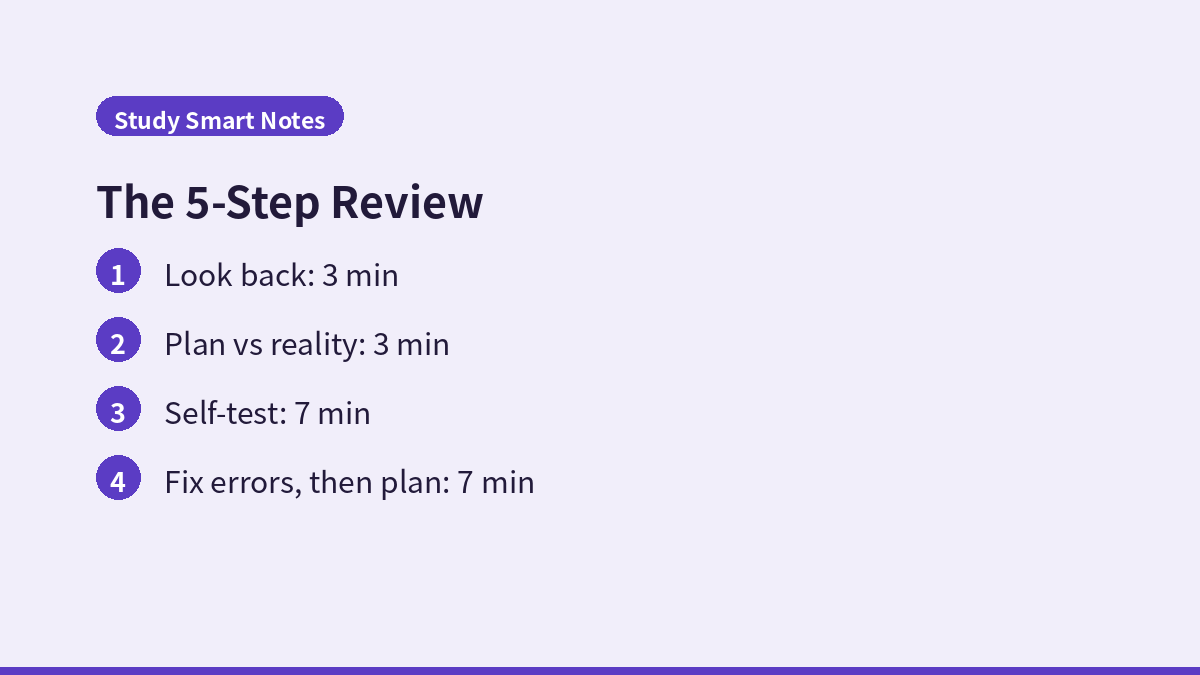 Study Smart Notes
The 5-Step Review
1 Look back: 3 min
2 Plan vs reality: 3 min
3 Self-test: 7 min
4 Fix errors, then plan: 7 min